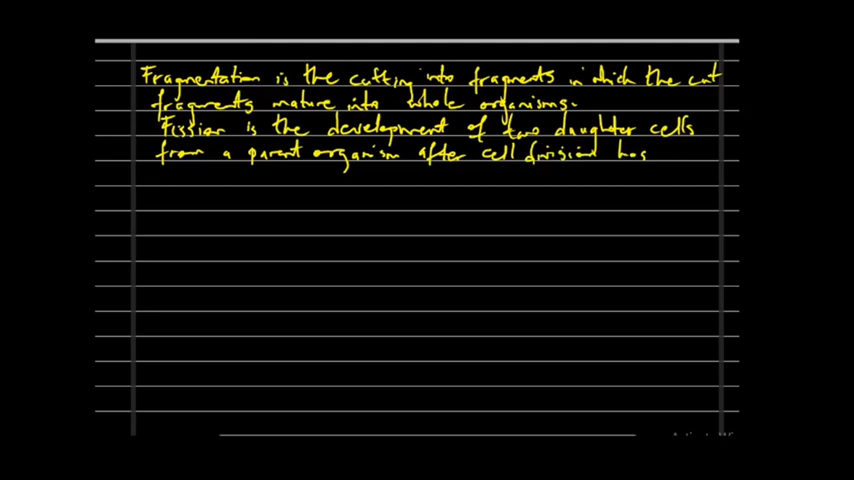 Fragmentation is the cutting into fragments in which the cut
fragments mature into whole organisms.
Fission is the development of two daughter cells
from a parent organism after cell division has